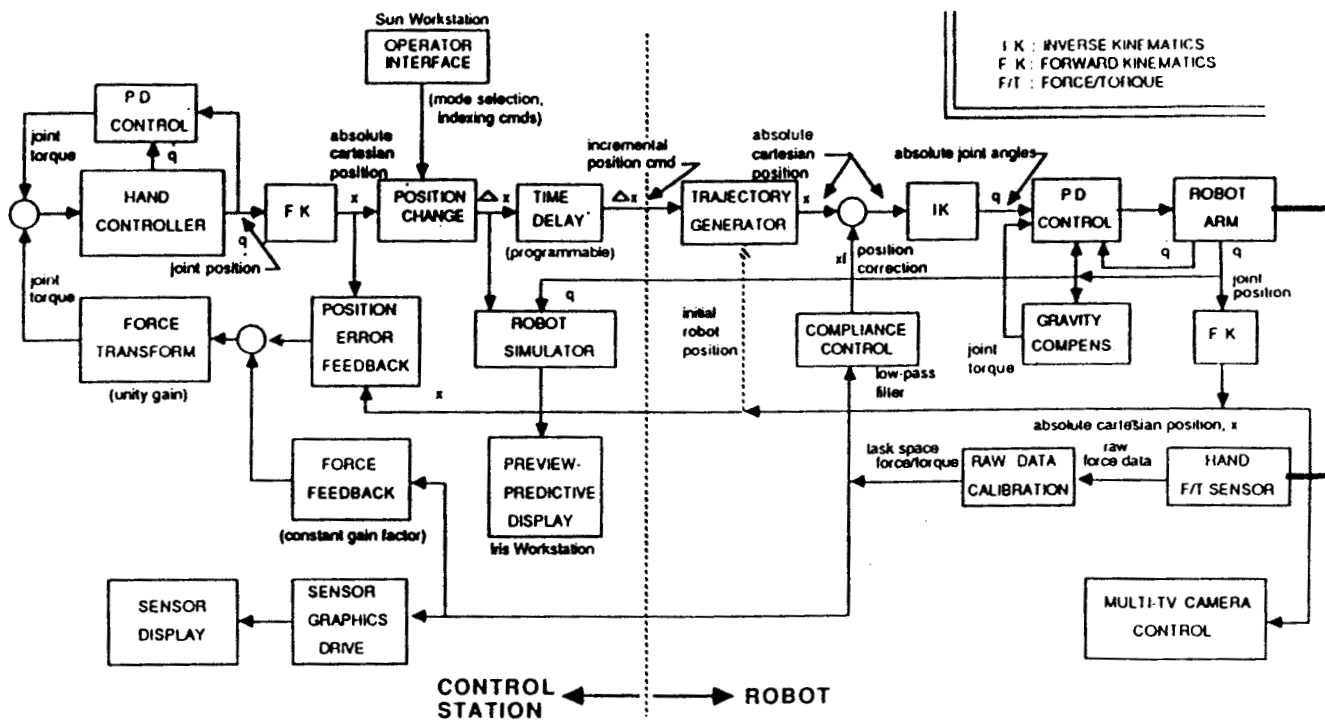 Sun Workstation
OPERATOR
INTERFACE
(mode selection,
indexing cmds)
I K : INVERSE KINEMATICS
F K : FORWARD KINEMATICS
F/T : FORCE/TORQUE
P D
CONTROL
joint
torque
q
HAND
CONTROLLER
q
joint position
F K
absolute
cartesian
position
x
POSITION
CHANGE
Δ x
TIME
DELAY
(programmable)
Δ x
incremental
position cmd
TRAJECTORY
GENERATOR
x
absolute
cartesian
position
xf
position
correction
IK
q
absolute joint angles
PD
CONTROL
ROBOT
ARM
q
q
joint
position
F K
GRAVITY
COMPENS
joint
torque
joint
torque
FORCE
TRANSFORM
(unity gain)
POSITION
ERROR
FEEDBACK
x
q
ROBOT
SIMULATOR
initial
robot
position
COMPLIANCE
CONTROL
low-pass
filter
absolute cartesian position, x
FORCE
FEEDBACK
(constant gain factor)
PREVIEW-
PREDICTIVE
DISPLAY
Iris Workstation
task space
force/torque
RAW DATA
CALIBRATION
raw
force data
HAND
F/T SENSOR
SENSOR
DISPLAY
SENSOR
GRAPHICS
DRIVE
MULTI-TV CAMERA
CONTROL
CONTROL
STATION
ROBOT